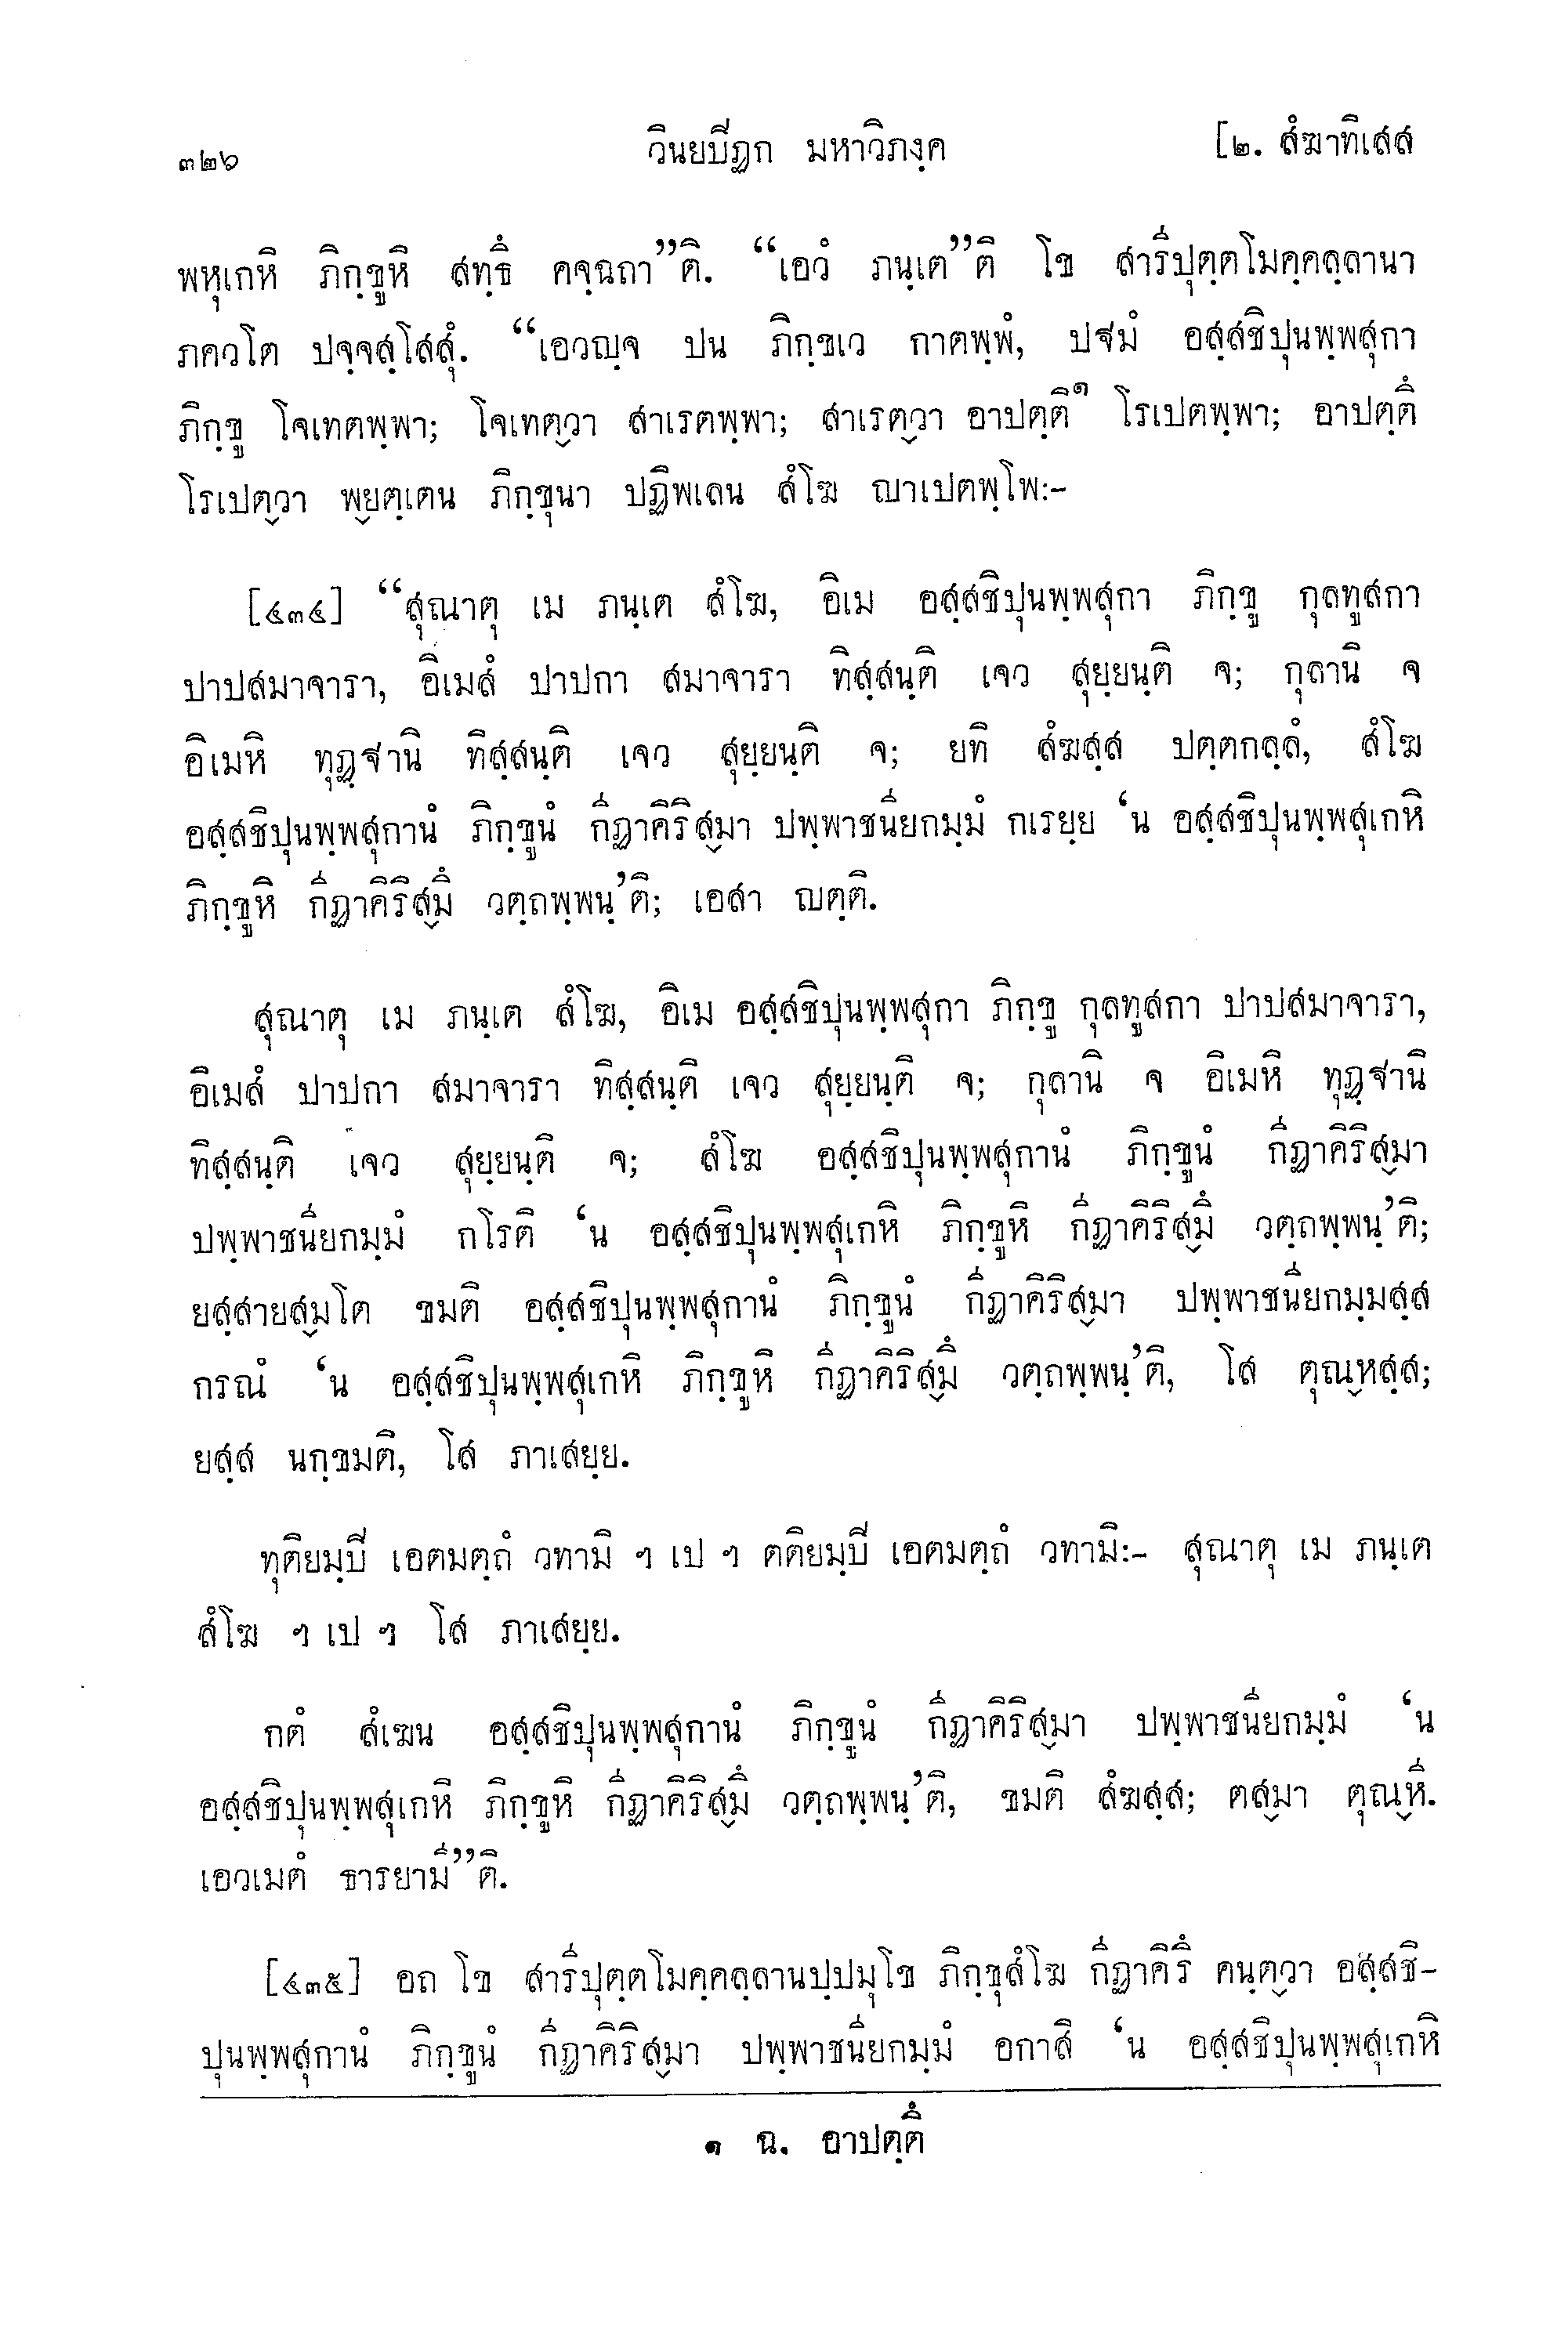 ๓๒๖ วินยปิฏก มหาวิภงฺค [๒. สํฆาทิเสส
พหุเกหิ ภิกฺขูหิ สทฺธิํ คจฺฉถา”ติ. “เอวํ ภนฺเต”ติ โข สารีปุตฺตโมคฺคลฺลานา
ภควโต ปจฺจสฺโสสุํ. “เอวญฺจ ปน ภิกฺขเว กาตพฺพํ, ปฐมํ อสฺสชิปุนพฺพสุกา
ภิกฺขู โจเทตพฺพา; โจเทตฺวา สาเรตพฺพา; สาเรตฺวา อาปตฺติ๑ โรเปตพฺพา; อาปตฺติํ
โรเปตฺวา พฺยตฺเตน ภิกฺขุนา ปฏิพเลน สํโฆ ญาเปตพฺโพ:-
[๔๓๔] “สุณาตุ เม ภนฺเต สํโฆ, อิเม อสฺสชิปุนพฺพสุกา ภิกฺขู กุลทูสกา
ปาปสมาจารา, อิเมสํ ปาปกา สมาจารา ทิสฺสนฺติ เจว สุยฺยนฺติ จ; กุลานิ จ
อิเมหิ ทุฏฺฐานิ ทิสฺสนฺติ เจว สุยฺยนฺติ จ; ยทิ สํฆสฺส ปตฺตกลฺลํ, สํโฆ
อสฺสชิปุนพฺพสุกานํ ภิกฺขูนํ กีฏาคิริสฺมา ปพฺพาชนียกมฺมํ กเรยฺย ‘น อสฺสชิปุนพฺพสุเกหิ
ภิกฺขูหิ กีฏาคิริสฺมิํ วตฺถพฺพนฺ’ติ; เอสา ญตฺติ.
สุณาตุ เม ภนฺเต สํโฆ, อิเม อสฺสชิปุนพฺพสุกา ภิกฺขู กุลทูสกา ปาปสมาจารา,
อิเมสํ ปาปกา สมาจารา ทิสฺสนฺติ เจว สุยฺยนฺติ จ; กุลานิ จ อิเมหิ ทุฏฺฐานิ
ทิสฺสนฺติ เจว สุยฺยนฺติ จ; สํโฆ อสฺสชิปุนพฺพสุกานํ ภิกฺขูนํ กีฏาคิริสฺมา
ปพฺพาชนียกมฺมํ กโรติ ‘น อสฺสชิปุนพฺพสุเกหิ ภิกฺขูหิ กีฏาคิริสฺมิํ วตฺถพฺพนฺ’ติ;
ยสฺสายสฺมโต ขมติ อสฺสชิปุนพฺพสุกานํ ภิกฺขูนํ กีฏาคิริสฺมา ปพฺพาชนียกมฺมสฺส
กรณํ ‘น อสฺสชิปุนพฺพสุเกหิ ภิกฺขูหิ กีฏาคิริสฺมิํ วตฺถพฺพนฺ’ติ, โส ตุณฺหสฺส;
ยสฺส นกฺขมติ, โส ภาเสยฺย.
ทุติยมฺปิ เอตมตฺถํ วทามิ ฯ เป ฯ ตติยมฺปิ เอตมตฺถํ วทามิ:- สุณาตุ เม ภนฺเต
สํโฆ ฯ เป ฯ โส ภาเสยฺย.
กตํ สํเฆน อสฺสชิปุนพฺพสุกานํ ภิกฺขูนํ กีฏาคิริสฺมา ปพฺพาชนียกมฺมํ ‘น
อสฺสชิปุนพฺพสุเกหิ ภิกฺขูหิ กีฏาคิริสฺมิํ วตฺถพฺพนฺ’ติ, ขมติ สํฆสฺส; ตสฺมา ตุณฺหี.
เอวเมตํ ธารยามี”ติ.
[๔๓๕] อถ โข สารีปุตฺตโมคฺคลฺลานปฺปมุโข ภิกฺขุสํโฆ กีฏาคิริํ คนฺตฺวา อสฺสชิ-
ปุนพฺพสุกานํ ภิกฺขูนํ กีฏาคิริสฺมา ปพฺพาชนียกมฺมํ อกาสิ ‘น อสฺสชิปุนพฺพสุเกหิ
๑ ฉ. อาปตฺติํ